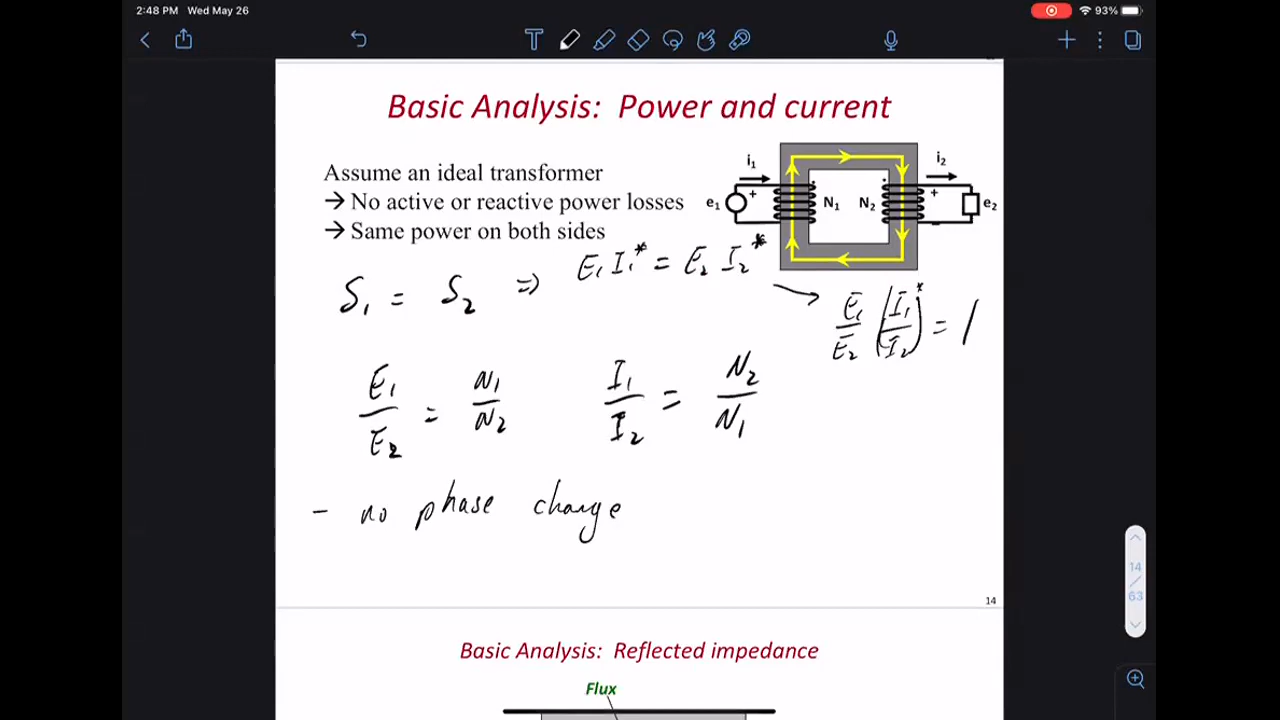 2:48 PM Wed May 26
93%
Basic Analysis: Power and current
Assume an ideal transformer
→ No active or reactive power losses
→ Same power on both sides
i1
i2
e1
+
N1
N2
+
e2
S1 = S2 ⇒ E1 I1* = E2 I2*
→ E1/E2 (I1/I2)* = 1
E1/E2 = N1/N2
I1/I2 = N2/N1
- no phase change
14
14
/
63
Basic Analysis: Reflected impedance
Flux